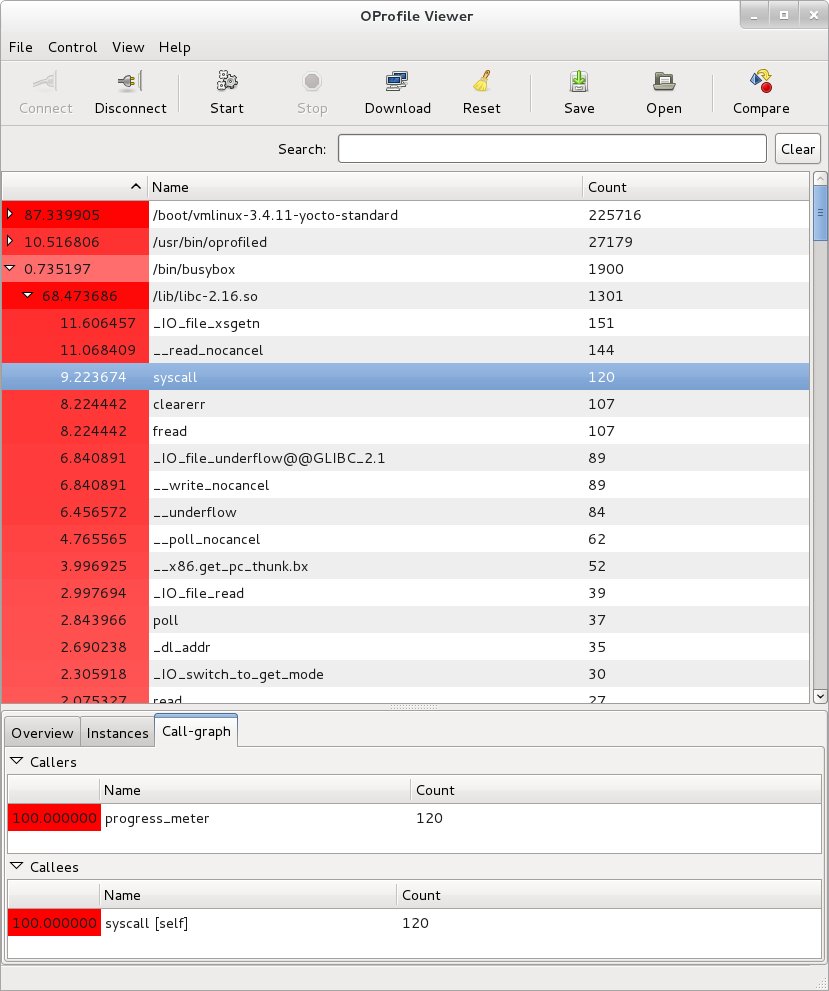 OProfile Viewer
File Control View Help
Connect Disconnect Start Stop Download Reset Save Open Compare
Search: Clear
Name Count
87.339905 /boot/vmlinux-3.4.11-yocto-standard 225716
10.516806 /usr/bin/oprofiled 27179
0.735197 /bin/busybox 1900
68.473686 /lib/libc-2.16.so 1301
11.606457 _IO_file_xsgetn 151
11.068409 __read_nocancel 144
9.223674 syscall 120
8.224442 clearerr 107
8.224442 fread 107
6.840891 _IO_file_underflow@@GLIBC_2.1 89
6.840891 __write_nocancel 89
6.456572 __underflow 84
4.765565 __poll_nocancel 62
3.996925 __x86.get_pc_thunk.bx 52
2.997694 _IO_file_read 39
2.843966 poll 37
2.690238 _dl_addr 35
2.305918 _IO_switch_to_get_mode 30
2.075327 read 27
Overview Instances Call-graph
Callers
Name Count
100.000000 progress_meter 120
Callees
Name Count
100.000000 syscall [self] 120